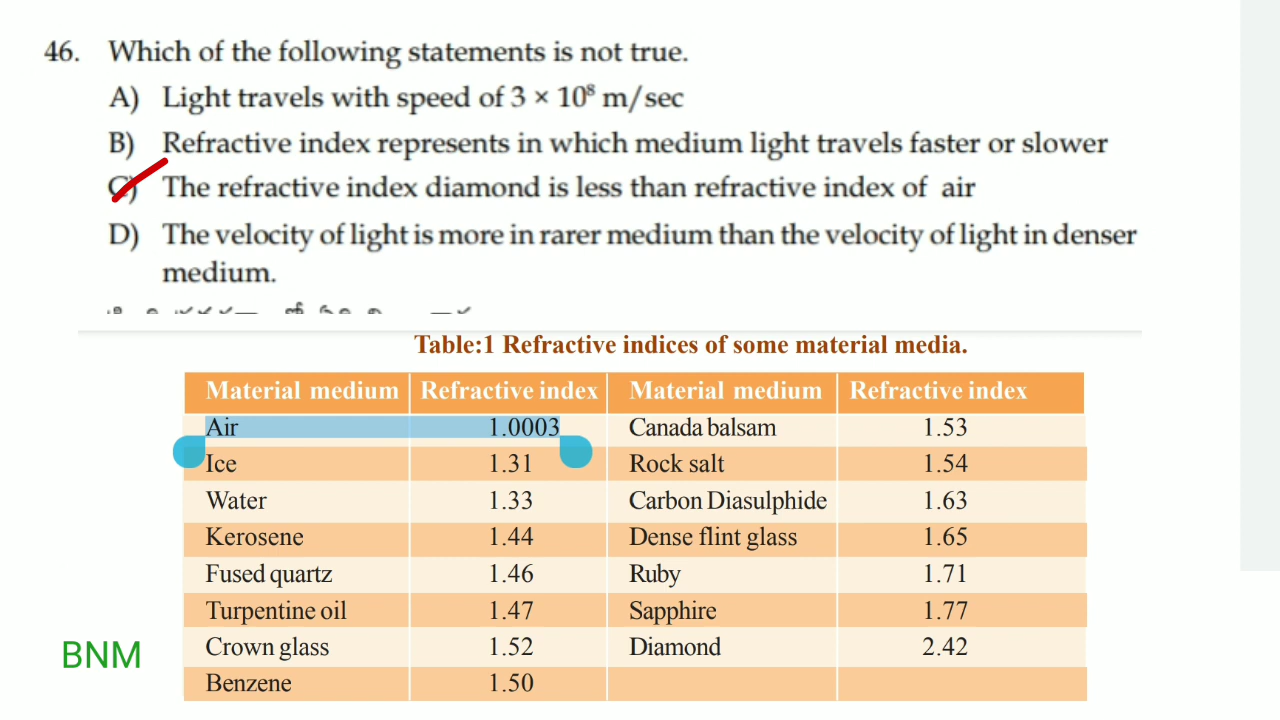 46. Which of the following statements is not true.
A) Light travels with speed of 3 × 10⁸ m/sec
B) Refractive index represents in which medium light travels faster or slower
C) The refractive index diamond is less than refractive index of air
D) The velocity of light is more in rarer medium than the velocity of light in denser
medium.
Table:1 Refractive indices of some material media.
Material medium Refractive index Material medium Refractive index
Air 1.0003 Canada balsam 1.53
Ice 1.31 Rock salt 1.54
Water 1.33 Carbon Diasulphide 1.63
Kerosene 1.44 Dense flint glass 1.65
Fused quartz 1.46 Ruby 1.71
Turpentine oil 1.47 Sapphire 1.77
Crown glass 1.52 Diamond 2.42
Benzene 1.50
BNM